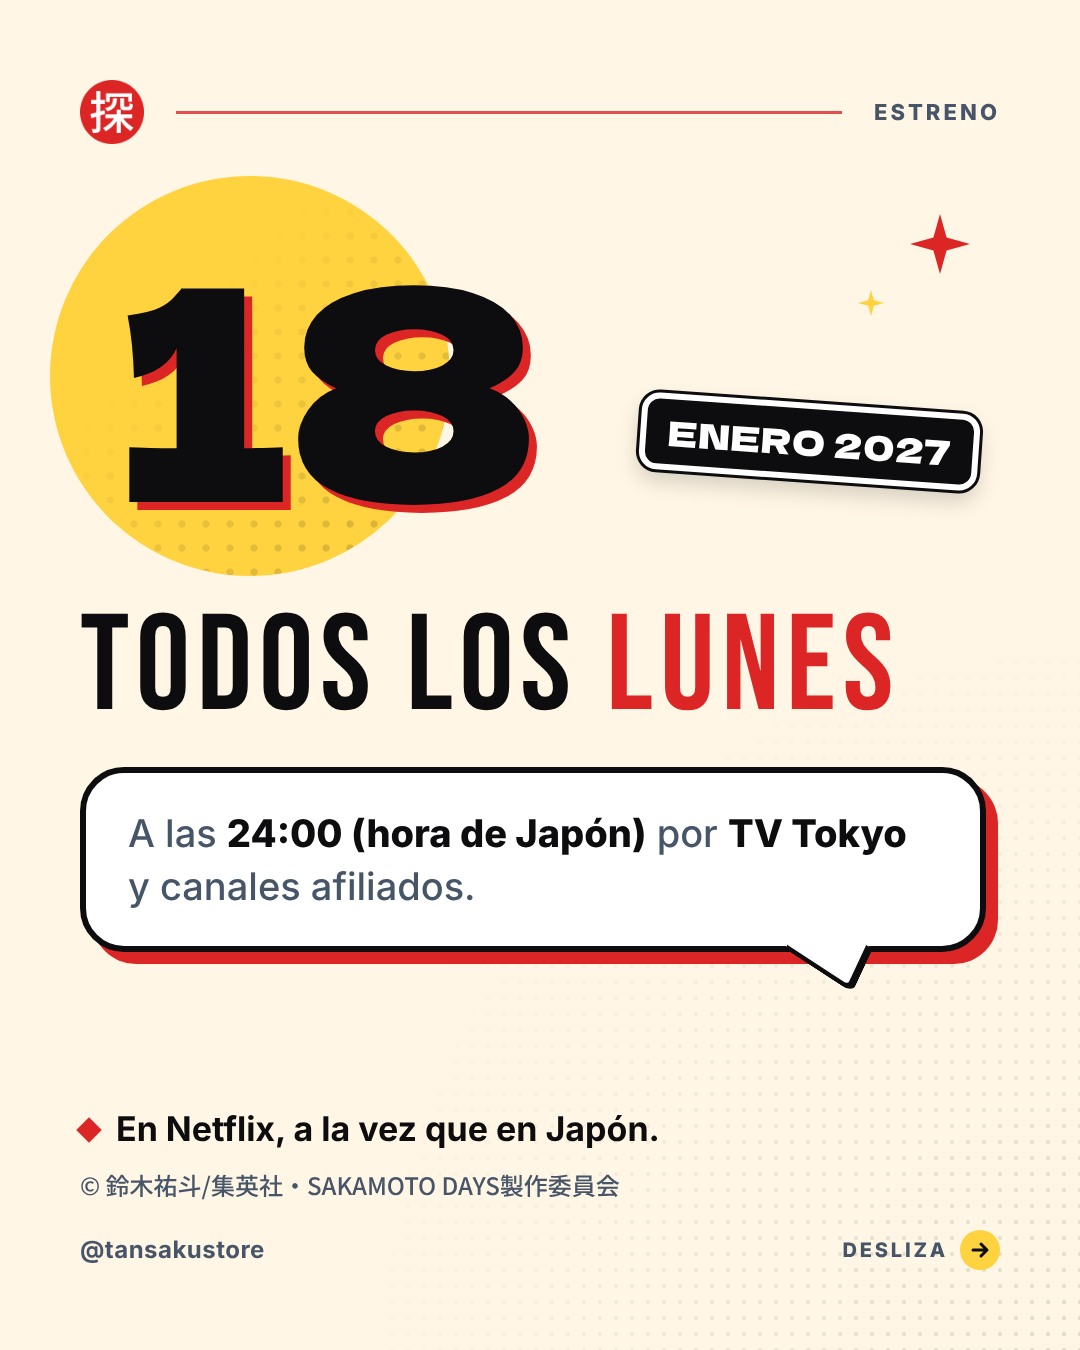 探
ESTRENO
18
ENERO 2027
TODOS LOS LUNES
A las 24:00 (hora de Japón) por TV Tokyo
y canales afiliados.
En Netflix, a la vez que en Japón.
© 鈴木祐斗/集英社・SAKAMOTO DAYS製作委員会
@tansakustore
DESLIZA